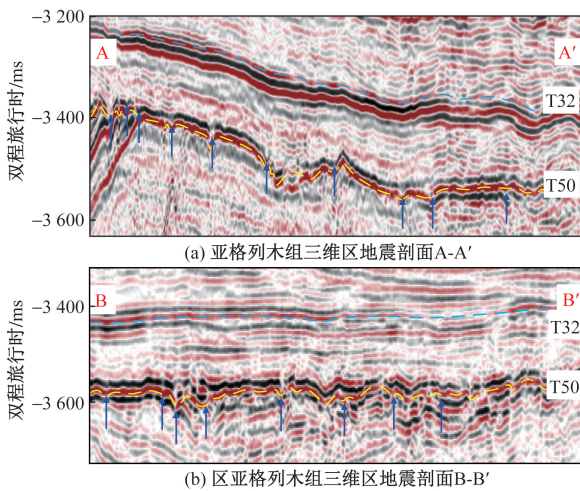 −3 200
A
A′
双程旅行时/ms
T32
−3 400
T50
−3 600
(a) 亚格列木组三维区地震剖面A-A′
B
B′
双程旅行时/ms
−3 400
T32
T50
−3 600
(b) 区亚格列木组三维区地震剖面B-B′